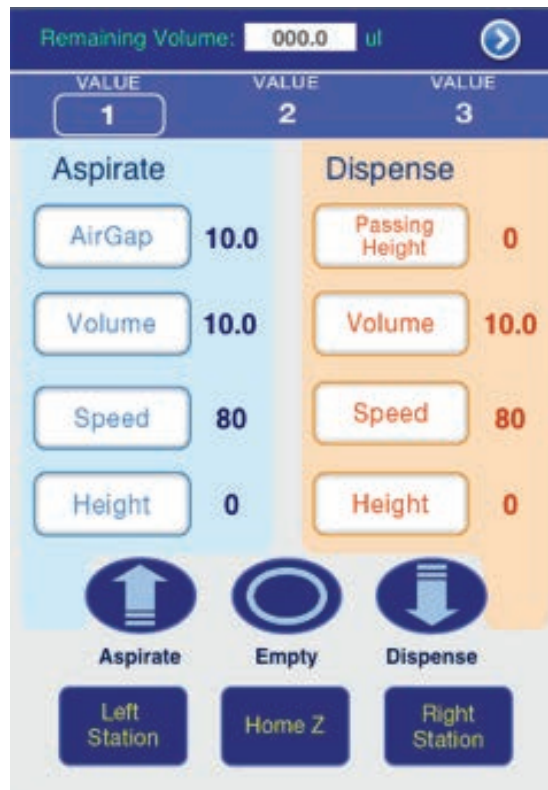 Remaining Volume: 000.0 ul
VALUE VALUE VALUE
1 2 3
Aspirate Dispense
AirGap 10.0 Passing Height 0
Volume 10.0 Volume 10.0
Speed 80 Speed 80
Height 0 Height 0
Aspirate Empty Dispense
Left Station Home Z Right Station